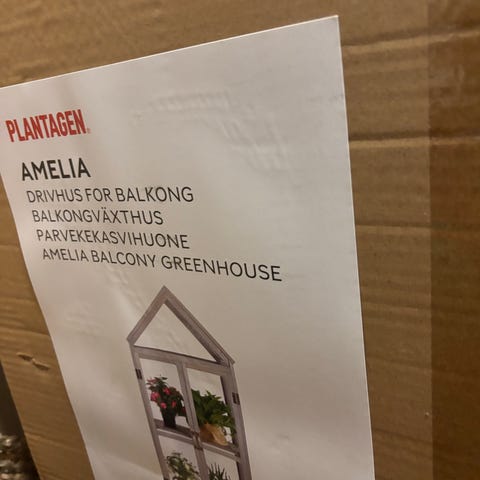 PLANTAGEN
AMELIA
DRIVHUS FOR BALKONG
BALKONGVÄXTHUS
PARVEKEKASVIHUONE
AMELIA BALCONY GREENHOUSE